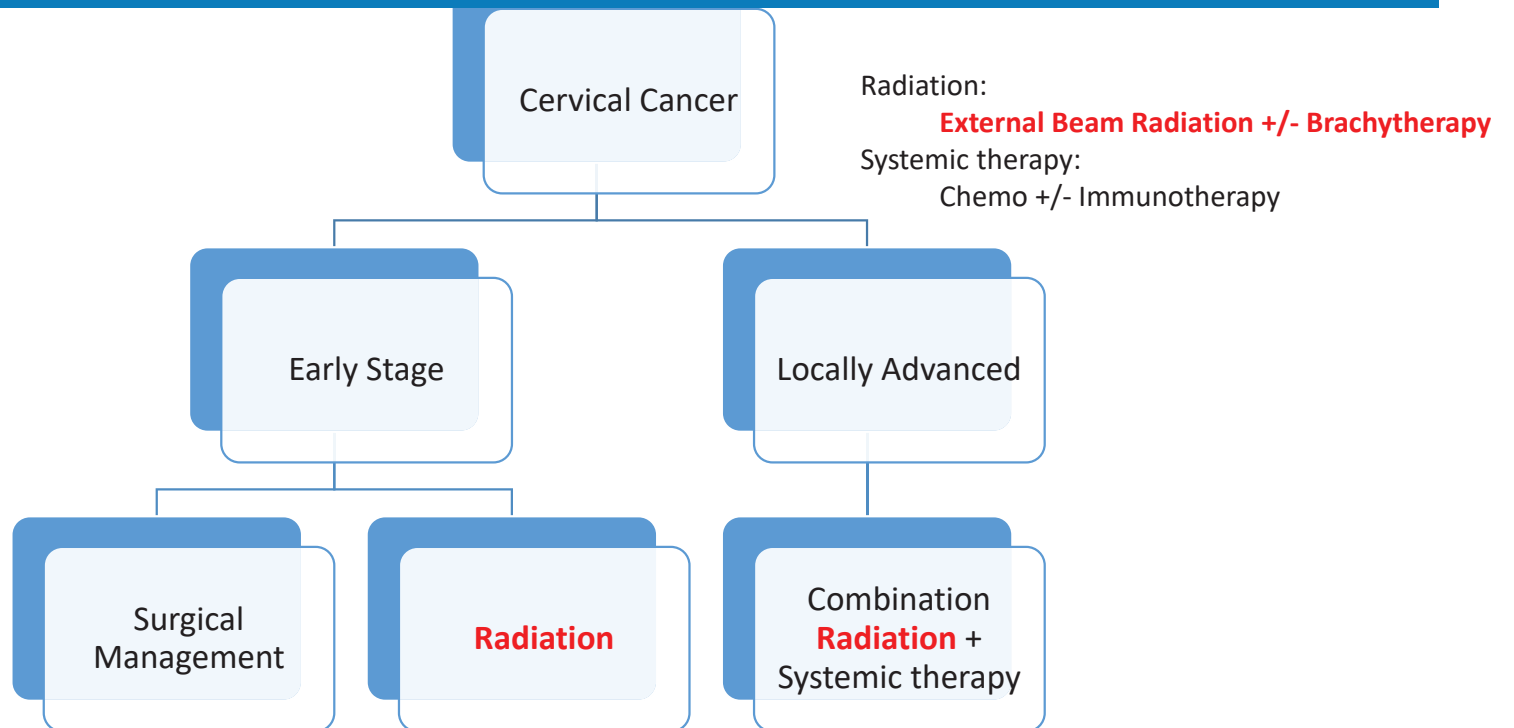 Cervical Cancer
Radiation:
External Beam Radiation +/- Brachytherapy
Systemic therapy:
Chemo +/- Immunotherapy
Early Stage
Locally Advanced
Surgical
Management
Radiation
Combination
Radiation +
Systemic therapy